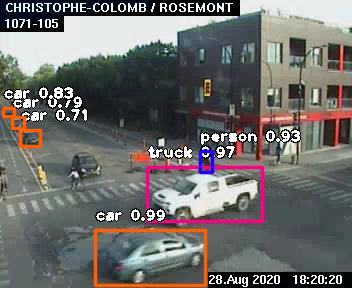 CHRISTOPHE-COLOMB / ROSEMONT
1071-105
car 0.83
car 0.79
car 0.71
person 0.93
truck 0.97
car 0.99
28.Aug 2020 18:20:20